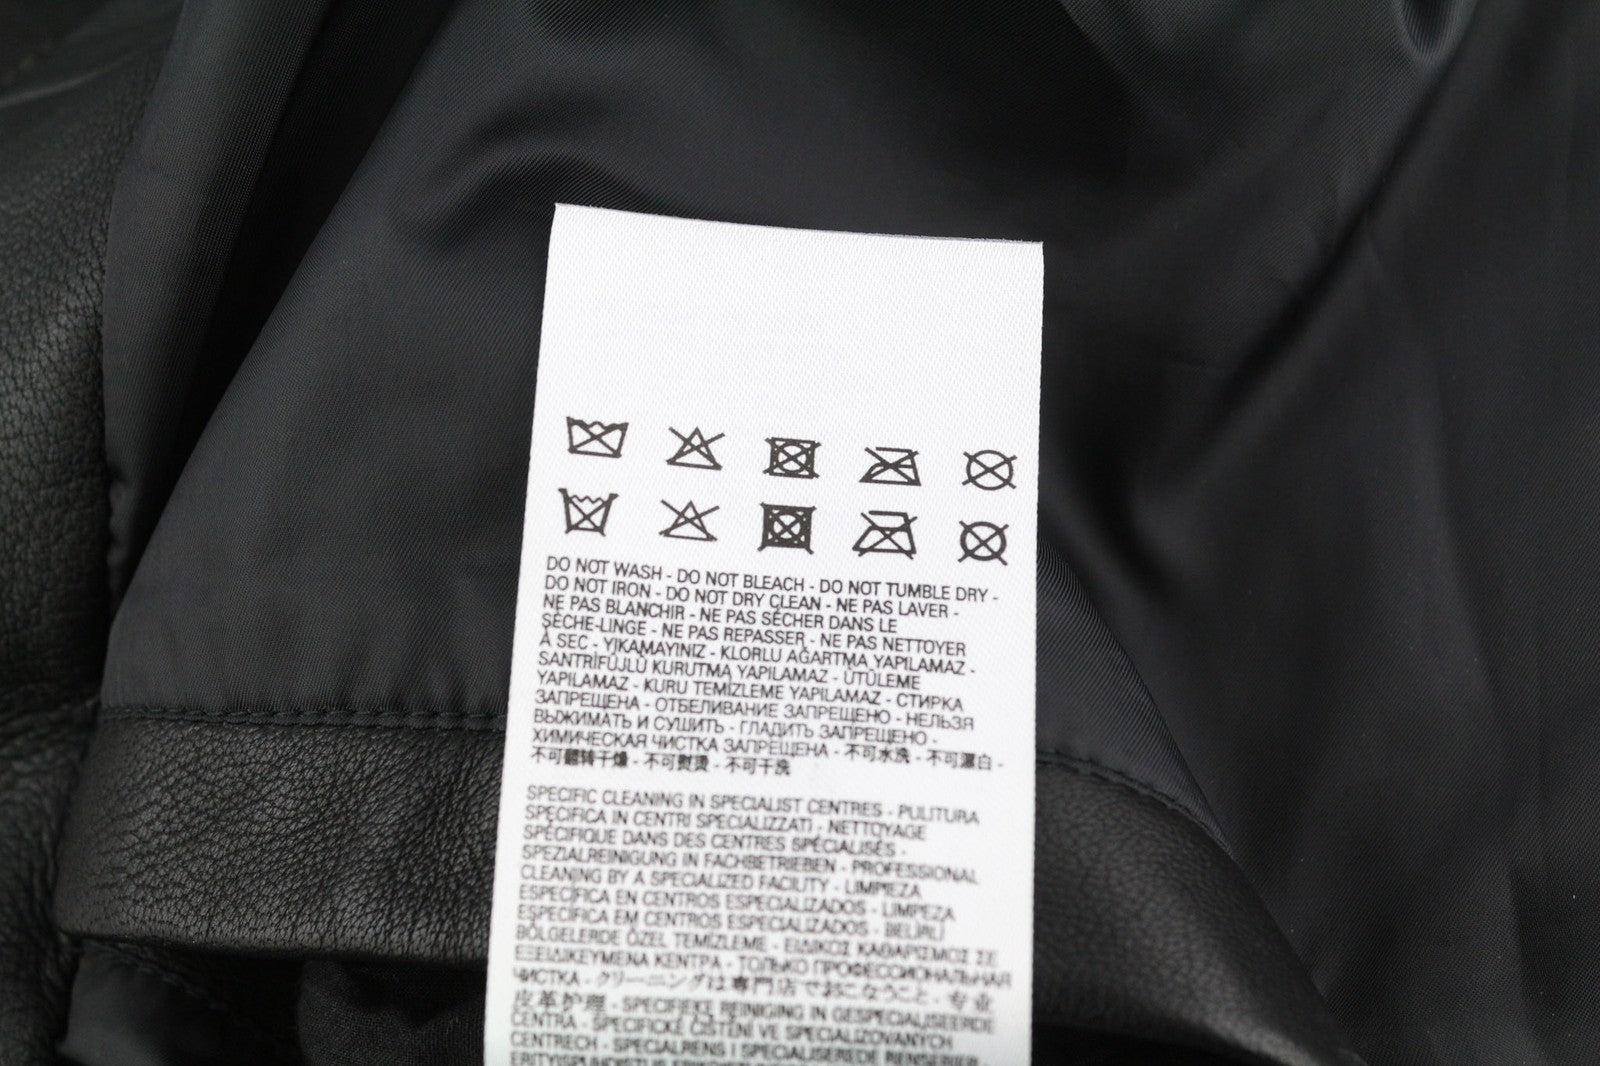 DO NOT WASH - DO NOT BLEACH - DO NOT TUMBLE DRY -
DO NOT IRON - DO NOT DRY CLEAN - NE PAS LAVER -
NE PAS BLANCHIR - NE PAS SÉCHER DANS LE
SÈCHE-LINGE - NE PAS REPASSER - NE PAS NETTOYER
À SEC - YIKAMAYINIZ - KLORLU AĞARTMA YAPILAMAZ -
SANTRİFÜJLÜ KURUTMA YAPILAMAZ - ÜTÜLEME
YAPILAMAZ - KURU TEMİZLEME YAPILAMAZ - СТИРКА
ЗАПРЕЩЕНА - ОТБЕЛИВАНИЕ ЗАПРЕЩЕНО - НЕЛЬЗЯ
ВЫЖИМАТЬ И СУШИТЬ - ГЛАДИТЬ ЗАПРЕЩЕНО -
ХИМИЧЕСКАЯ ЧИСТКА ЗАПРЕЩЕНА - 不可水洗 - 不可漂白 -
不可翻转干燥 - 不可熨烫 - 不可干洗
SPECIFIC CLEANING IN SPECIALIST CENTRES - PULITURA
SPECIFICA IN CENTRI SPECIALIZZATI - NETTOYAGE
SPÉCIFIQUE DANS DES CENTRES SPÉCIALISÉS -
SPEZIALREINIGUNG IN FACHBETRIEBEN - PROFESSIONAL
CLEANING BY A SPECIALIZED FACILITY - LIMPIEZA
ESPECÍFICA EN CENTROS ESPECIALIZADOS - LIMPEZA
ESPECÍFICA EM CENTROS ESPECIALIZADOS - BELİRLİ
BÖLGELERDE ÖZEL TEMİZLEME - ΕΙΔΙΚΟΣ ΚΑΘΑΡΙΣΜΟΣ ΣΕ
ΕΞΕΙΔΙΚΕΥΜΕΝΑ ΚΕΝΤΡΑ - ТОЛЬКО ПРОФЕССИОНАЛЬНАЯ
ЧИСТКА - クリーニングは専門店でおこなうこと - 专业
皮革护理 - SPECIFIEKE REINIGING IN GESPECIALISEERDE
CENTRA - SPECIFICKÉ ČIŠTĚNÍ VE SPECIALIZOVANÝCH
CENTRECH - SPECIALRENS I SPECIALISEREDE RENSERIER -